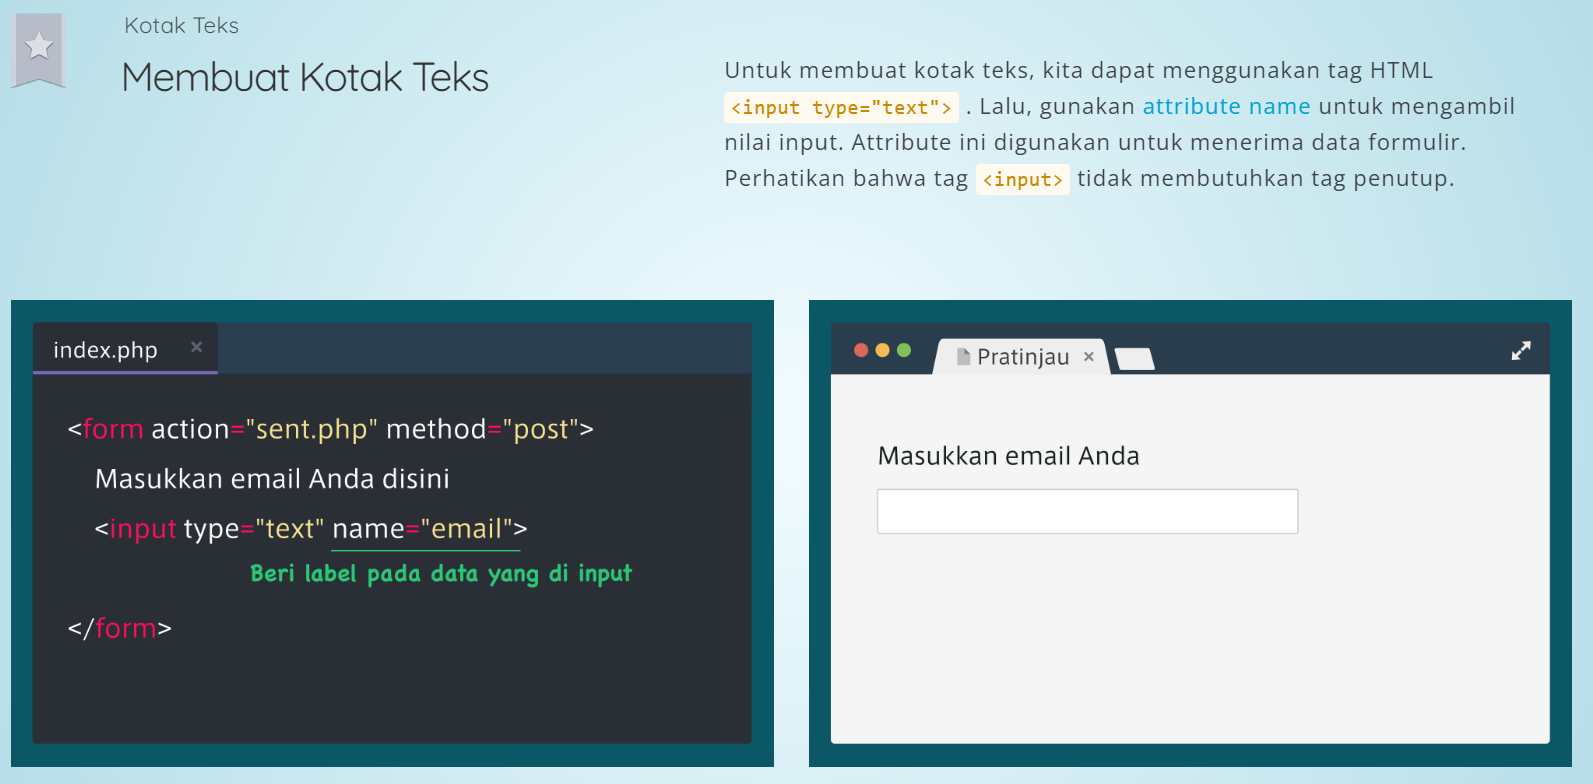 Kotak Teks
Membuat Kotak Teks
Untuk membuat kotak teks, kita dapat menggunakan tag HTML
<input type="text"> . Lalu, gunakan attribute name untuk mengambil
nilai input. Attribute ini digunakan untuk menerima data formulir.
Perhatikan bahwa tag <input> tidak membutuhkan tag penutup.
index.php ×
<form action="sent.php" method="post">
Masukkan email Anda disini
<input type="text" name="email">
Beri label pada data yang di input
</form>
Pratinjau ×
Masukkan email Anda